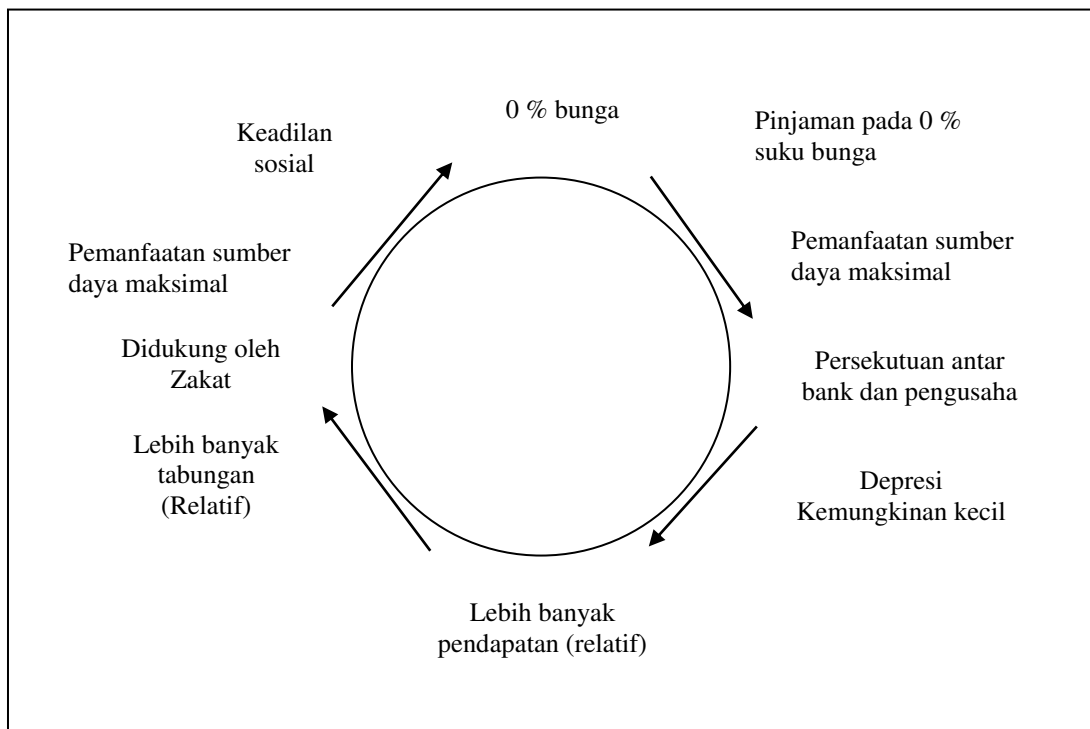 0 % bunga
Pinjaman pada 0 %
suku bunga
Pemanfaatan sumber
daya maksimal
Persekutuan antar
bank dan pengusaha
Depresi
Kemungkinan kecil
Lebih banyak
pendapatan (relatif)
Lebih banyak
tabungan
(Relatif)
Didukung oleh
Zakat
Pemanfaatan sumber
daya maksimal
Keadilan
sosial